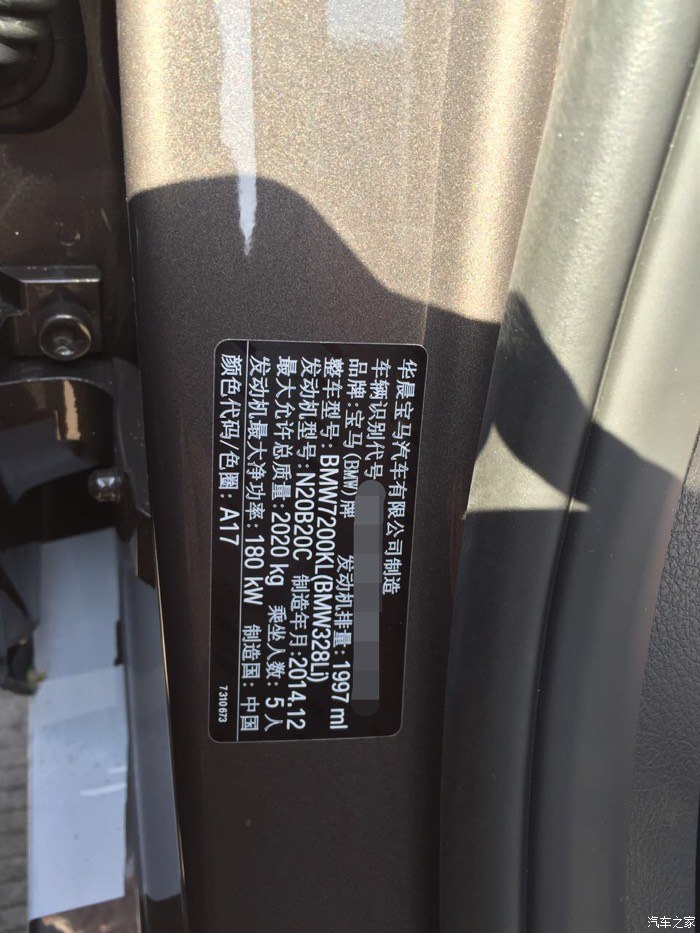 华晨宝马汽车有限公司制造
车辆识别代号
品牌:宝马(BMW)牌 发动机排量:1997 ml
整车型号:BMW7200KL(BMW328Li)
发动机型号:N20B20C 制造年月:2014.12
最大允许总质量:2020 kg 乘坐人数:5人
发动机最大净功率:180 kW 制造国:中国
颜色代码/色圈:A17
7310673
汽车之家